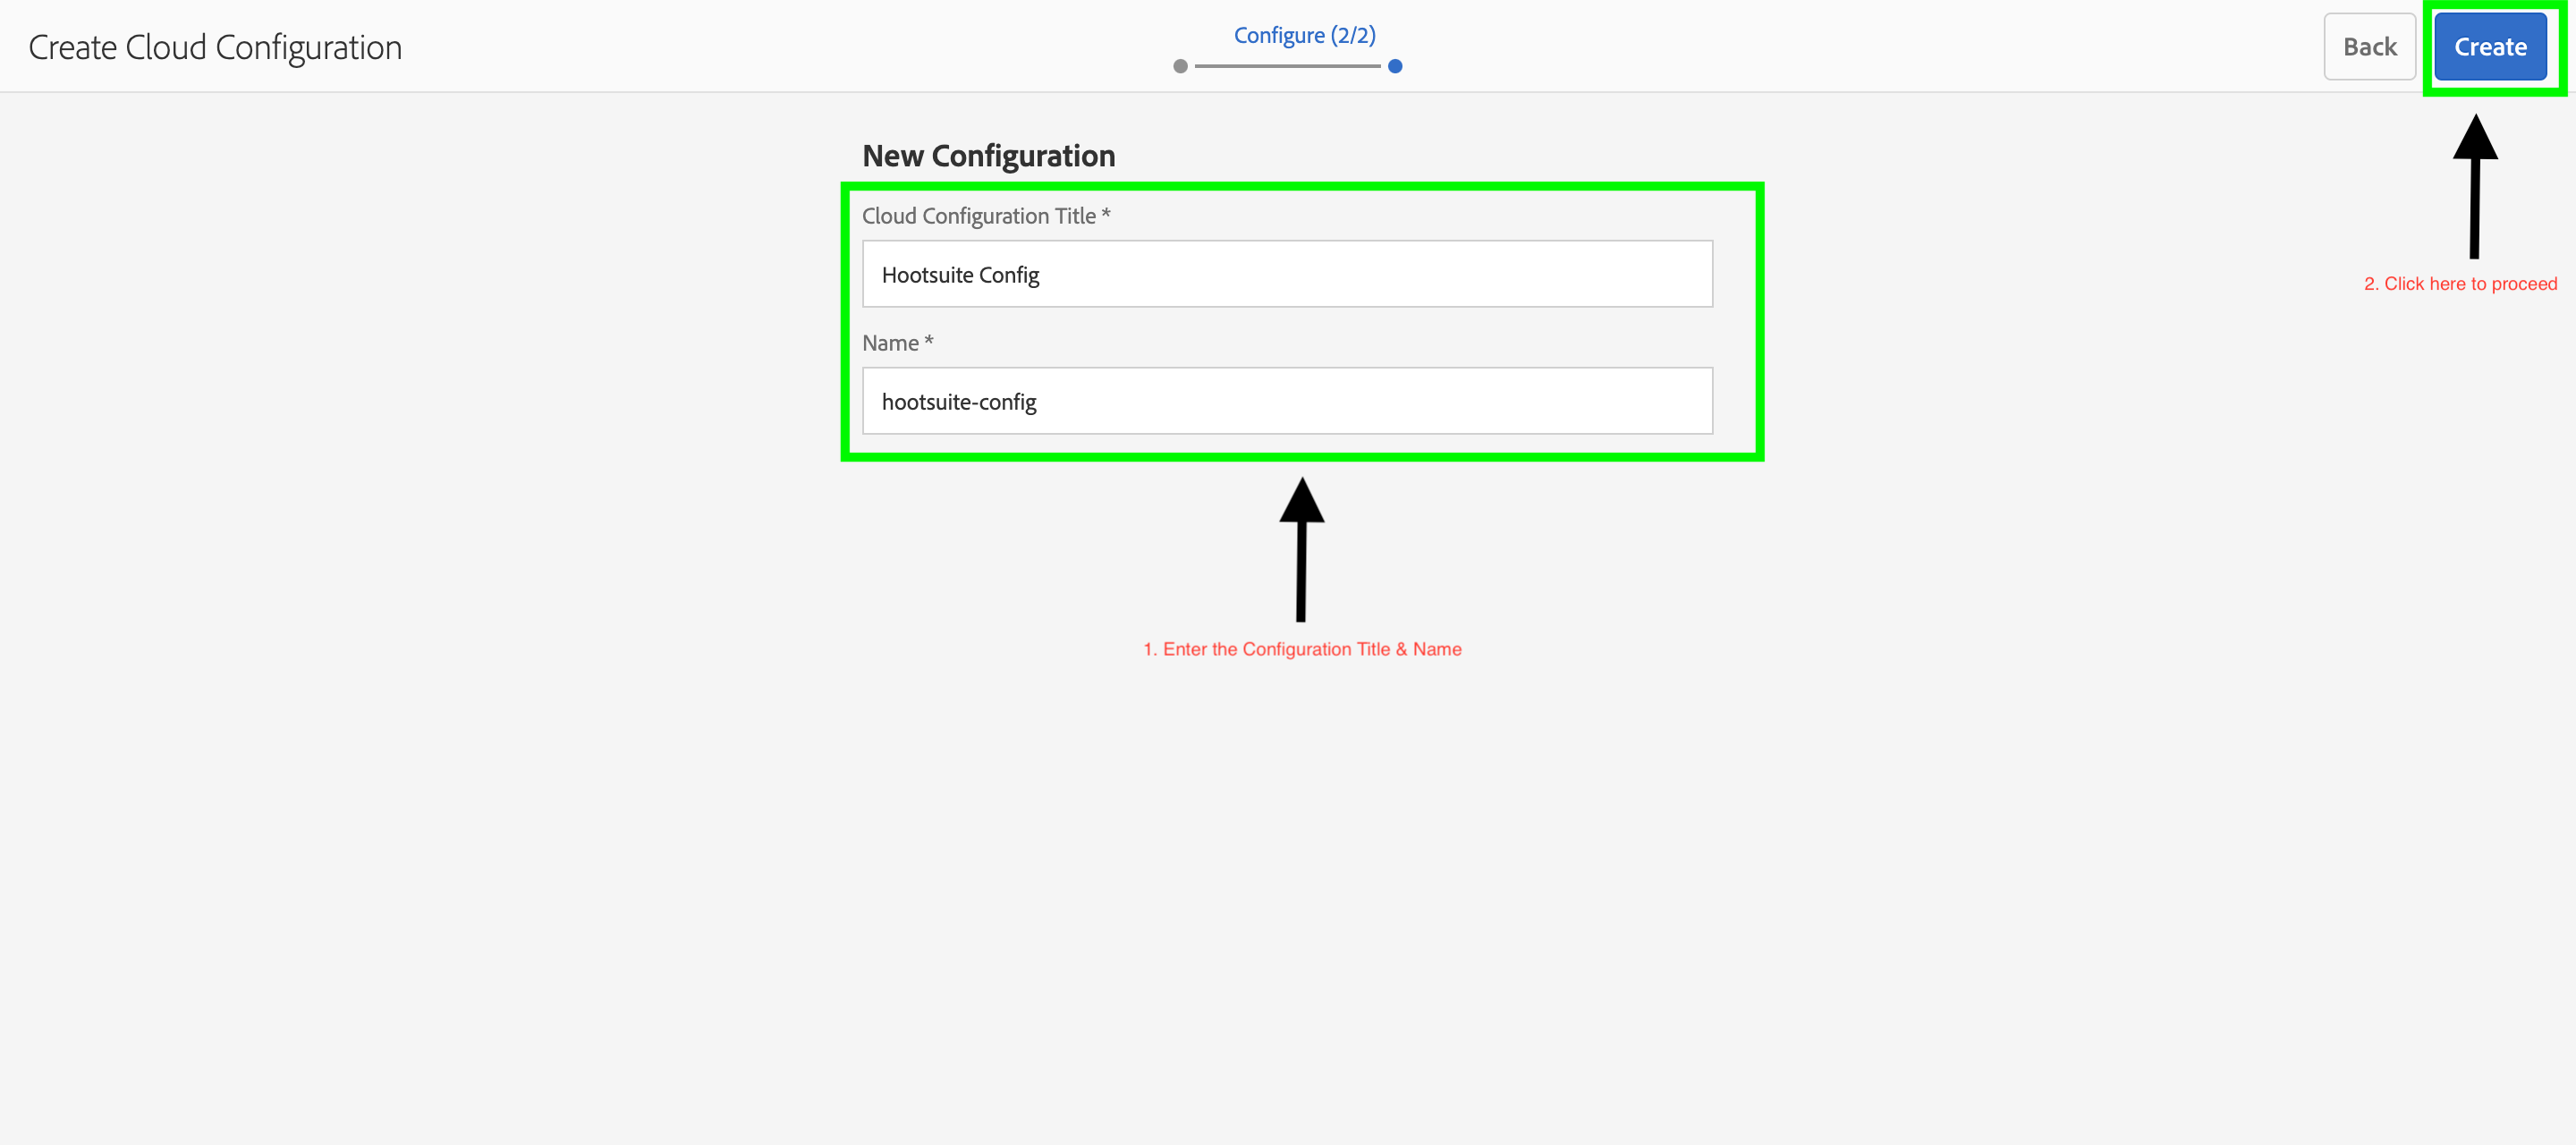 Create Cloud Configuration
Configure (2/2)
Back
Create
New Configuration
Cloud Configuration Title *
Hootsuite Config
2. Click here to proceed
Name *
hootsuite-config
1. Enter the Configuration Title & Name